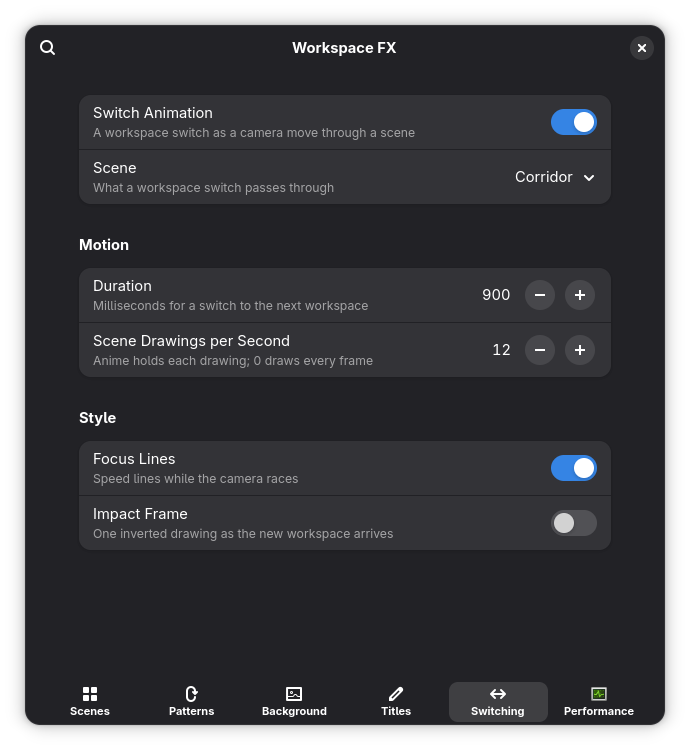 Workspace FX
Switch Animation
A workspace switch as a camera move through a scene
Scene
What a workspace switch passes through
Corridor
Motion
Duration
Milliseconds for a switch to the next workspace
900
Scene Drawings per Second
Anime holds each drawing; 0 draws every frame
12
Style
Focus Lines
Speed lines while the camera races
Impact Frame
One inverted drawing as the new workspace arrives
Scenes
Patterns
Background
Titles
Switching
Performance